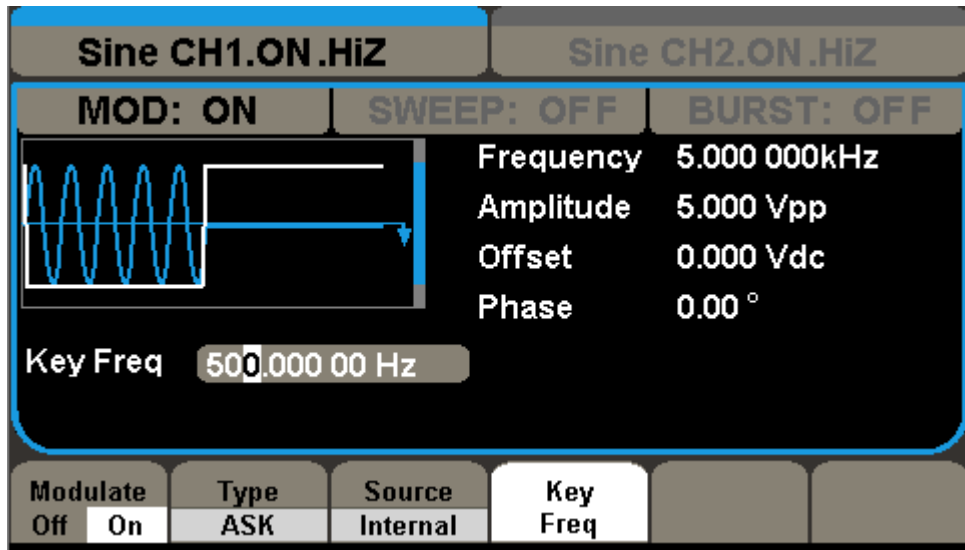 Sine CH1.ON.HiZ
Sine CH2.ON.HiZ
MOD: ON
SWEEP: OFF
BURST: OFF
Frequency 5.000 000kHz
Amplitude 5.000 Vpp
Offset 0.000 Vdc
Phase 0.00 °
Key Freq 500.000 00 Hz
Modulate
Off On
Type
ASK
Source
Internal
Key
Freq